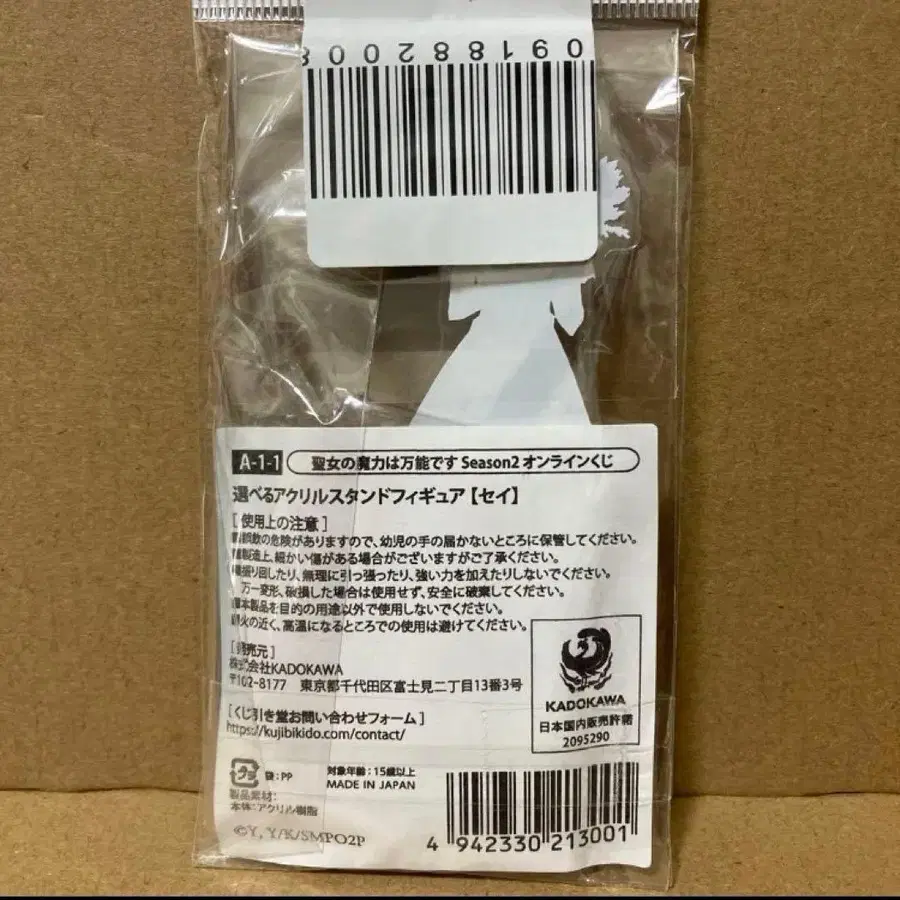 091882008
A-1-1 聖女の魔力は万能です Season2 オンラインくじ
選べるアクリルスタンドフィギュア【セイ】
[使用上の注意]
■誤飲の危険がありますので、幼児の手の届かないところに保管してください。
■製造上、細かい傷がある場合がございますがご了承ください。
■振り回したり、無理に引っ張ったり、強い力を加えたりしないでください。
万一変形、破損した場合は使用せず、安全に破棄してください。
■本製品を目的の用途以外で使用しないでください。
■火の近く、高温になるところでの使用は避けてください。
[発売元]
株式会社KADOKAWA
〒102-8177 東京都千代田区富士見二丁目13番3号
[くじ引き堂お問い合わせフォーム]
https://kujibikido.com/contact/
KADOKAWA
日本国内販売許諾
2095290
プラ 袋:PP
対象年齢:15歳以上
MADE IN JAPAN
製品素材:
本体:アクリル樹脂
©Y, Y/K/SMPO2P
4 942330 213001